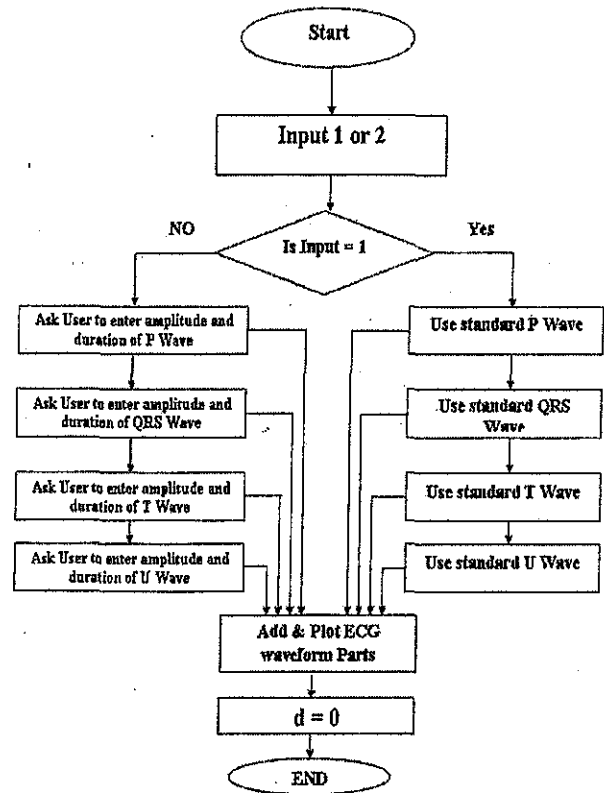 Start
Input 1 or 2
NO
Yes
Is Input = 1
Ask User to enter amplitude and
duration of P Wave
Use standard P Wave
Ask User to enter amplitude and
duration of QRS Wave
Use standard QRS
Wave
Ask User to enter amplitude and
duration of T Wave
Use standard T Wave
Ask User to enter amplitude and
duration of U Wave
Use standard U Wave
Add & Plot ECG
waveform Parts
d = 0
END